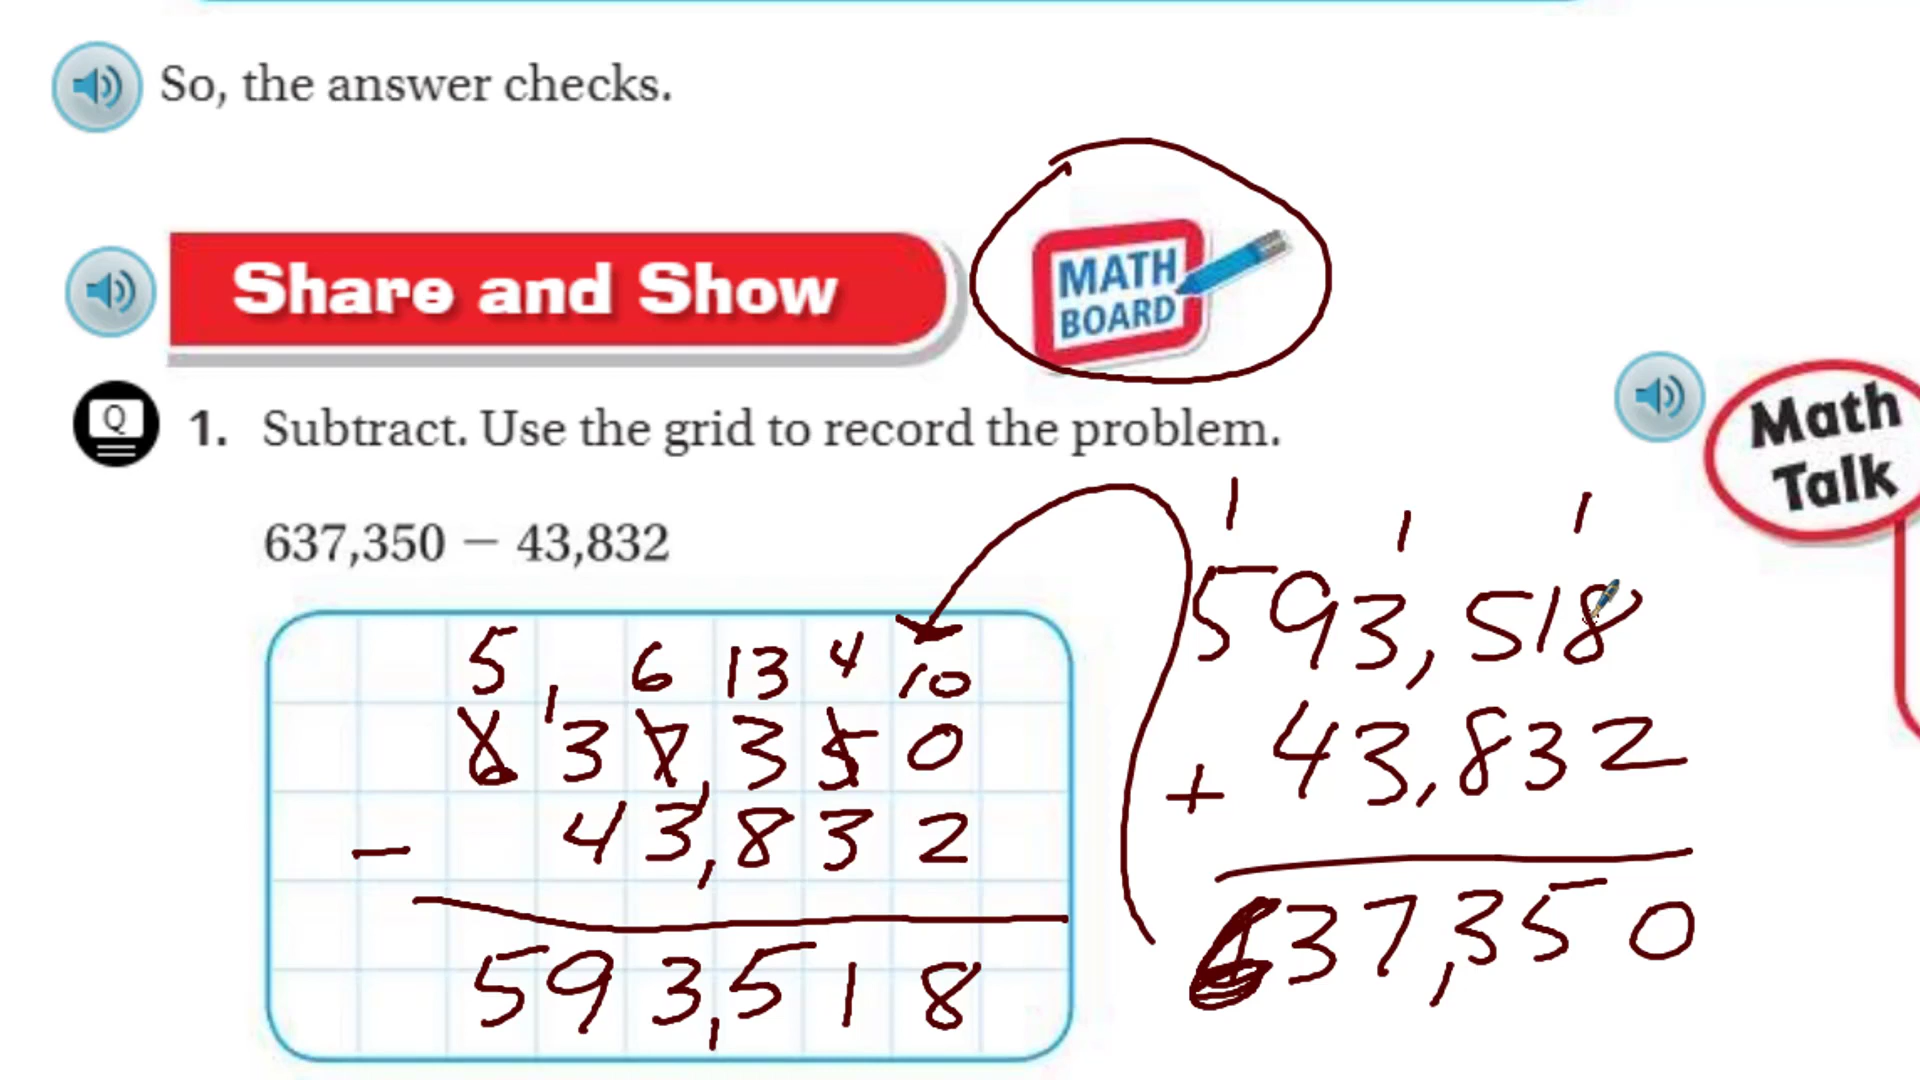 So, the answer checks.
Share and Show
MATH
BOARD
Q
1. Subtract. Use the grid to record the problem.
Math
Talk
637,350 − 43,832
5 1 6 13 4 10
637,350
− 43,832
593,518
1 1 1
593,518
+ 43,832
637,350